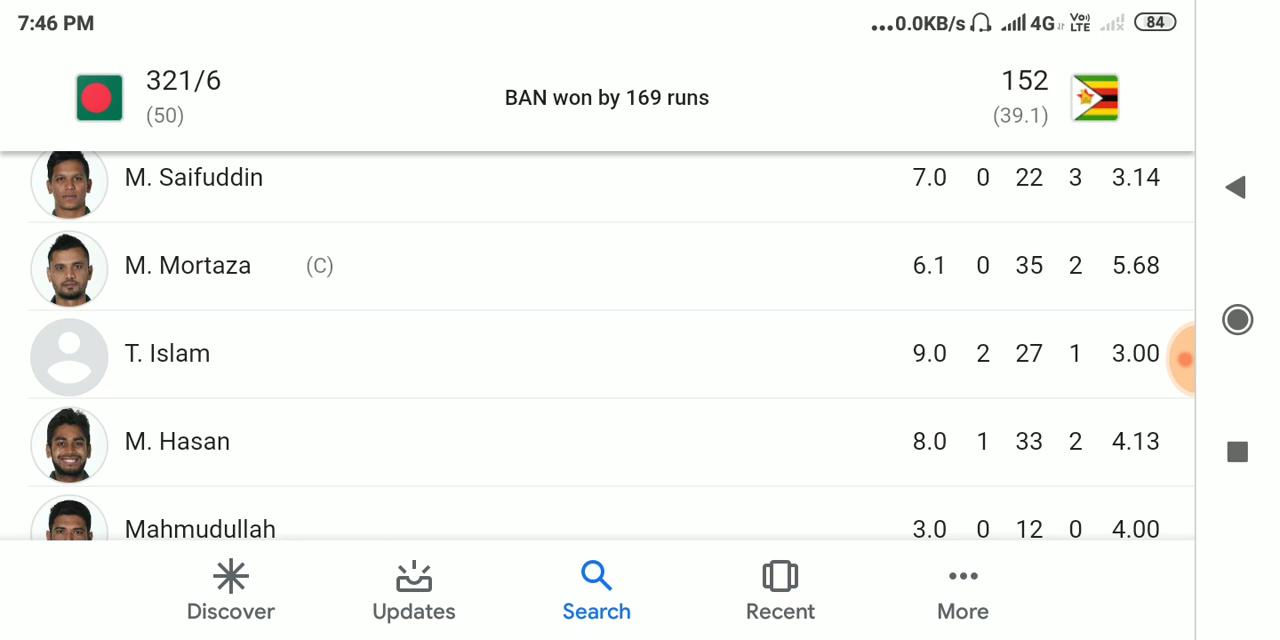 7:46 PM ...0.0KB/s 4G Vo) LTE 84
321/6 BAN won by 169 runs 152
(50) (39.1)
M. Saifuddin 7.0 0 22 3 3.14
M. Mortaza (C) 6.1 0 35 2 5.68
T. Islam 9.0 2 27 1 3.00
M. Hasan 8.0 1 33 2 4.13
Mahmudullah 3.0 0 12 0 4.00
Discover Updates Search Recent More